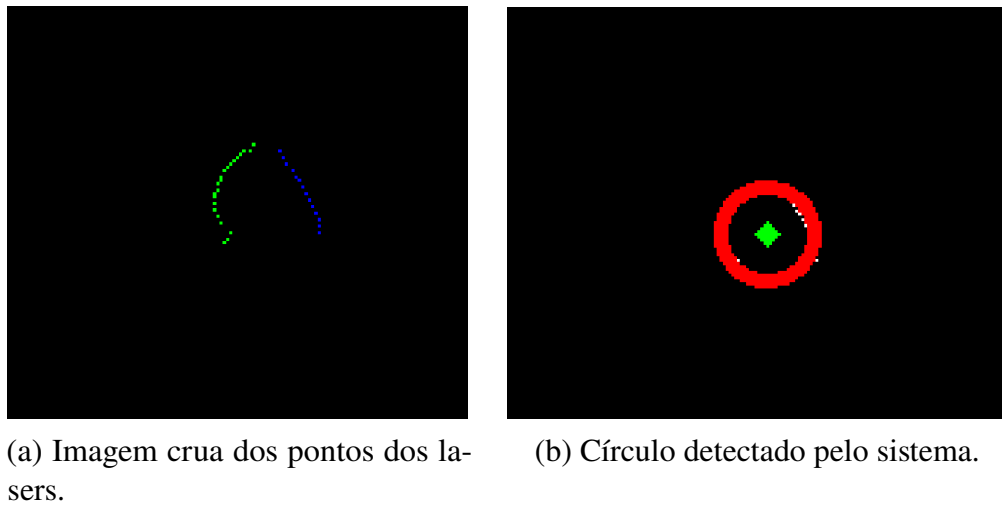 (a) Imagem crua dos pontos dos la-
sers.
(b) Círculo detectado pelo sistema.